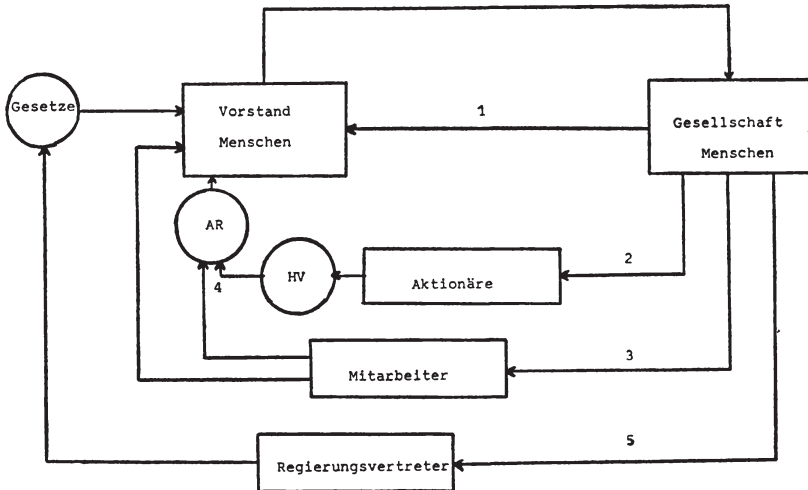 Gesetze
Vorstand
Menschen
1
Gesellschaft
Menschen
AR
4
HV
Aktionäre
2
Mitarbeiter
3
Regierungsvertreter
5